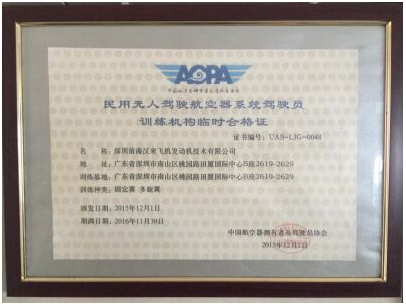 AOPA
民用无人驾驶航空器系统驾驶员
训练机构临时合格证
证书编号：UAS-LJG-0048
名 称：深圳前海汉来飞机发动机技术有限公司
地 址：广东省深圳市南山区桃园路田厦国际中心B座2619-2629
训练基地：广东省深圳市南山区桃园路田厦国际中心B座2619-2629
训练种类：固定翼 多旋翼
颁发日期：2015年12月1日
期满日期：2016年11月30日
中国航空器拥有者及驾驶员协会
2015年12月1日